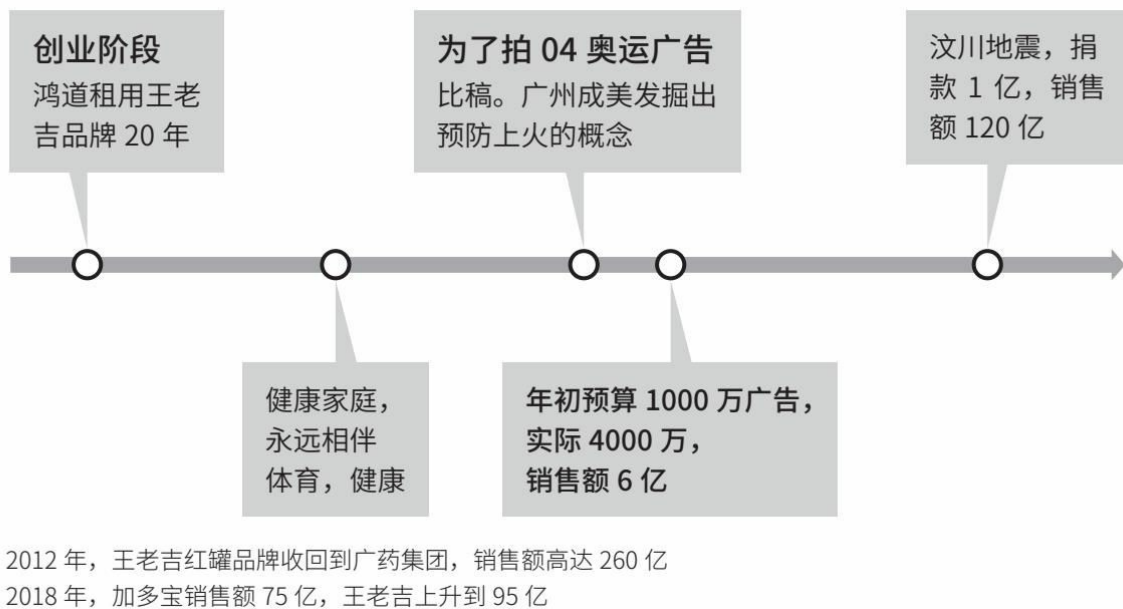 创业阶段
鸿道租用王老
吉品牌 20 年
为了拍 04 奥运广告
比稿。广州成美发掘出
预防上火的概念
汶川地震，捐
款 1 亿，销售
额 120 亿
健康家庭，
永远相伴
体育，健康
年初预算 1000 万广告，
实际 4000 万，
销售额 6 亿
2012 年，王老吉红罐品牌收回到广药集团，销售额高达 260 亿
2018 年，加多宝销售额 75 亿，王老吉上升到 95 亿